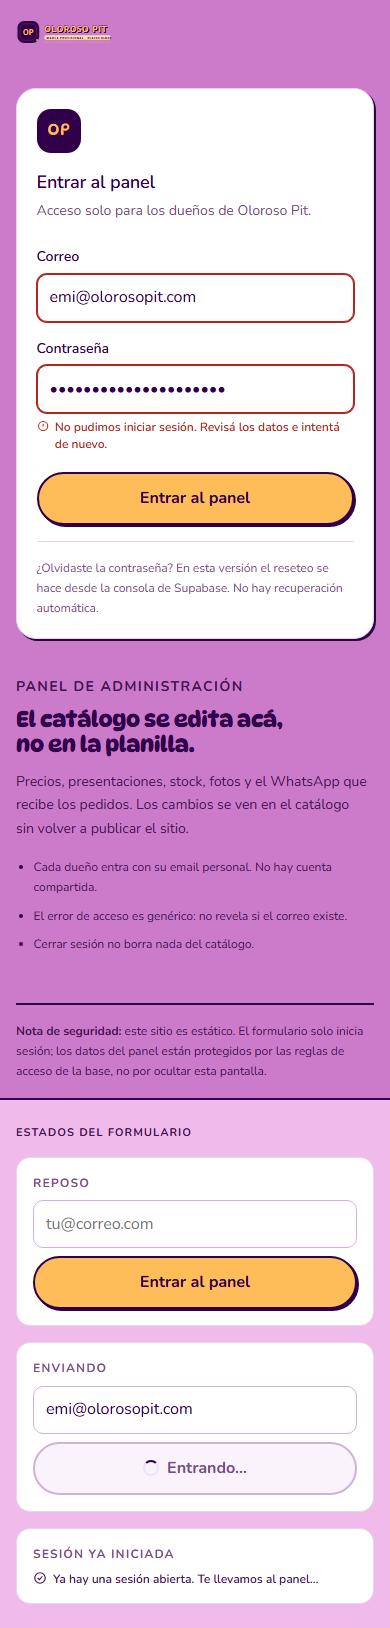 OP
OLOROSO PIT
OP
Entrar al panel
Acceso solo para los dueños de Oloroso Pit.
Correo
emi@olorosopit.com
Contraseña
No pudimos iniciar sesión. Revisá los datos e intentá
de nuevo.
Entrar al panel
¿Olvidaste la contraseña? En esta versión el reseteo se
hace desde la consola de Supabase. No hay recuperación
automática.
PANEL DE ADMINISTRACIÓN
El catálogo se edita acá,
no en la planilla.
Precios, presentaciones, stock, fotos y el WhatsApp que
recibe los pedidos. Los cambios se ven en el catálogo
sin volver a publicar el sitio.
• Cada dueño entra con su email personal. No hay cuenta
compartida.
• El error de acceso es genérico: no revela si el correo existe.
• Cerrar sesión no borra nada del catálogo.
Nota de seguridad: este sitio es estático. El formulario solo inicia
sesión; los datos del panel están protegidos por las reglas de
acceso de la base, no por ocultar esta pantalla.
ESTADOS DEL FORMULARIO
REPOSO
tu@correo.com
Entrar al panel
ENVIANDO
emi@olorosopit.com
Entrando...
SESIÓN YA INICIADA
Ya hay una sesión abierta. Te llevamos al panel...